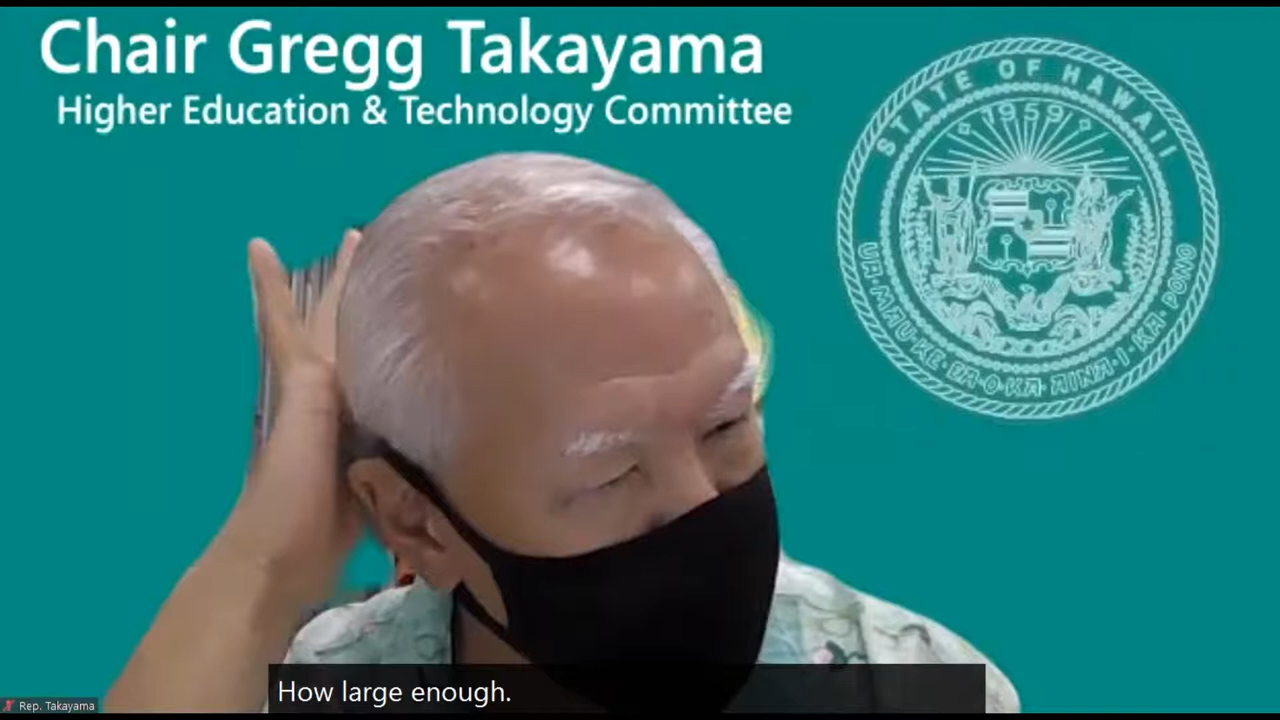 Chair Gregg Takayama
Higher Education & Technology Committee
STATE OF HAWAII
1959
UA·MAU·KE·EA·O·KA·AINA·I·KA·PONO
How large enough.
Rep. Takayama